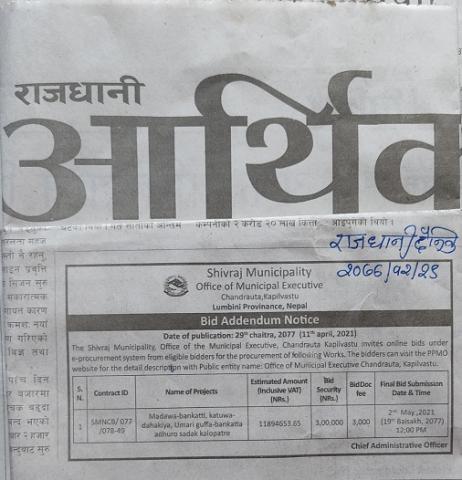 राजधानी
आर्थिक
कम्पनीको २ करोड २० लाख कित्ता
राजधानी दैनिक
२०७७/१२/२९
Shivraj Municipality
Office of Municipal Executive
Chandrauta,Kapilvastu
Lumbini Provinance, Nepal
Bid Addendum Notice
Date of publication: 29th chaitra, 2077 (11th april, 2021)
The Shivraj Municipality, Office of the Municipal Executive, Chandrauta Kapilvastu invites online bids under
e-procurement system from eligible bidders for the procurement of following Works. The bidders can visit the PPMO
website for the detail description with Public entity name: Office of Municipal Executive Chandrauta, Kapilvastu.
S. N. Contract ID Name of Projects Estimated Amount (Inclusive VAT) (NRs.) Bid Security (NRs.) BidDoc fee Final Bid Submission Date & Time
1 SMNCB/077/078-49 Madawa-bankatti, katuwa-dahakiya, Umari guffa-bankatta adhuro sadak kalopatre 11894653.65 3,00,000 3,000 2nd May,2021 (19th Baisakh, 2077) 12:00 PM
Chief Administrative Officer